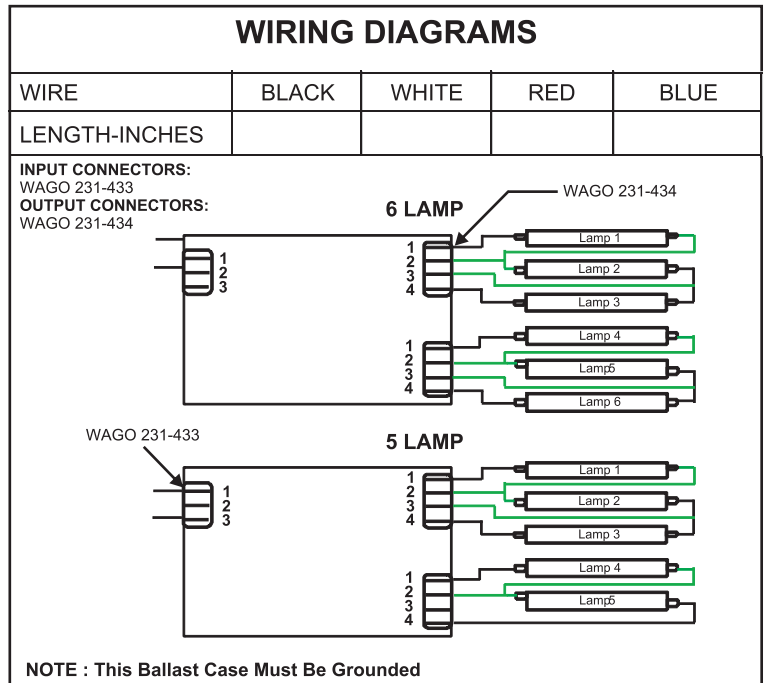 WIRING DIAGRAMS
WIRE BLACK WHITE RED BLUE
LENGTH-INCHES
INPUT CONNECTORS:
WAGO 231-433
OUTPUT CONNECTORS:
WAGO 231-434
6 LAMP
WAGO 231-434
1
2
3
1
2
3
4
Lamp 1
Lamp 2
Lamp 3
1
2
3
4
Lamp 4
Lamp5
Lamp 6
WAGO 231-433
5 LAMP
1
2
3
1
2
3
4
Lamp 1
Lamp 2
Lamp 3
1
2
3
4
Lamp 4
Lamp5
NOTE : This Ballast Case Must Be Grounded